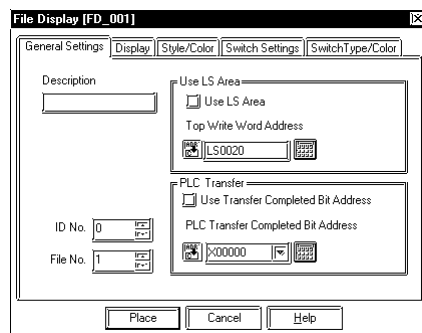 File Display [FD_001]
General Settings Display Style/Color Switch Settings SwitchType/Color
Description
Use LS Area
Use LS Area
Top Write Word Address
LS0020
PLC Transfer
Use Transfer Completed Bit Address
PLC Transfer Completed Bit Address
X00000
ID No. 0
File No. 1
Place Cancel Help